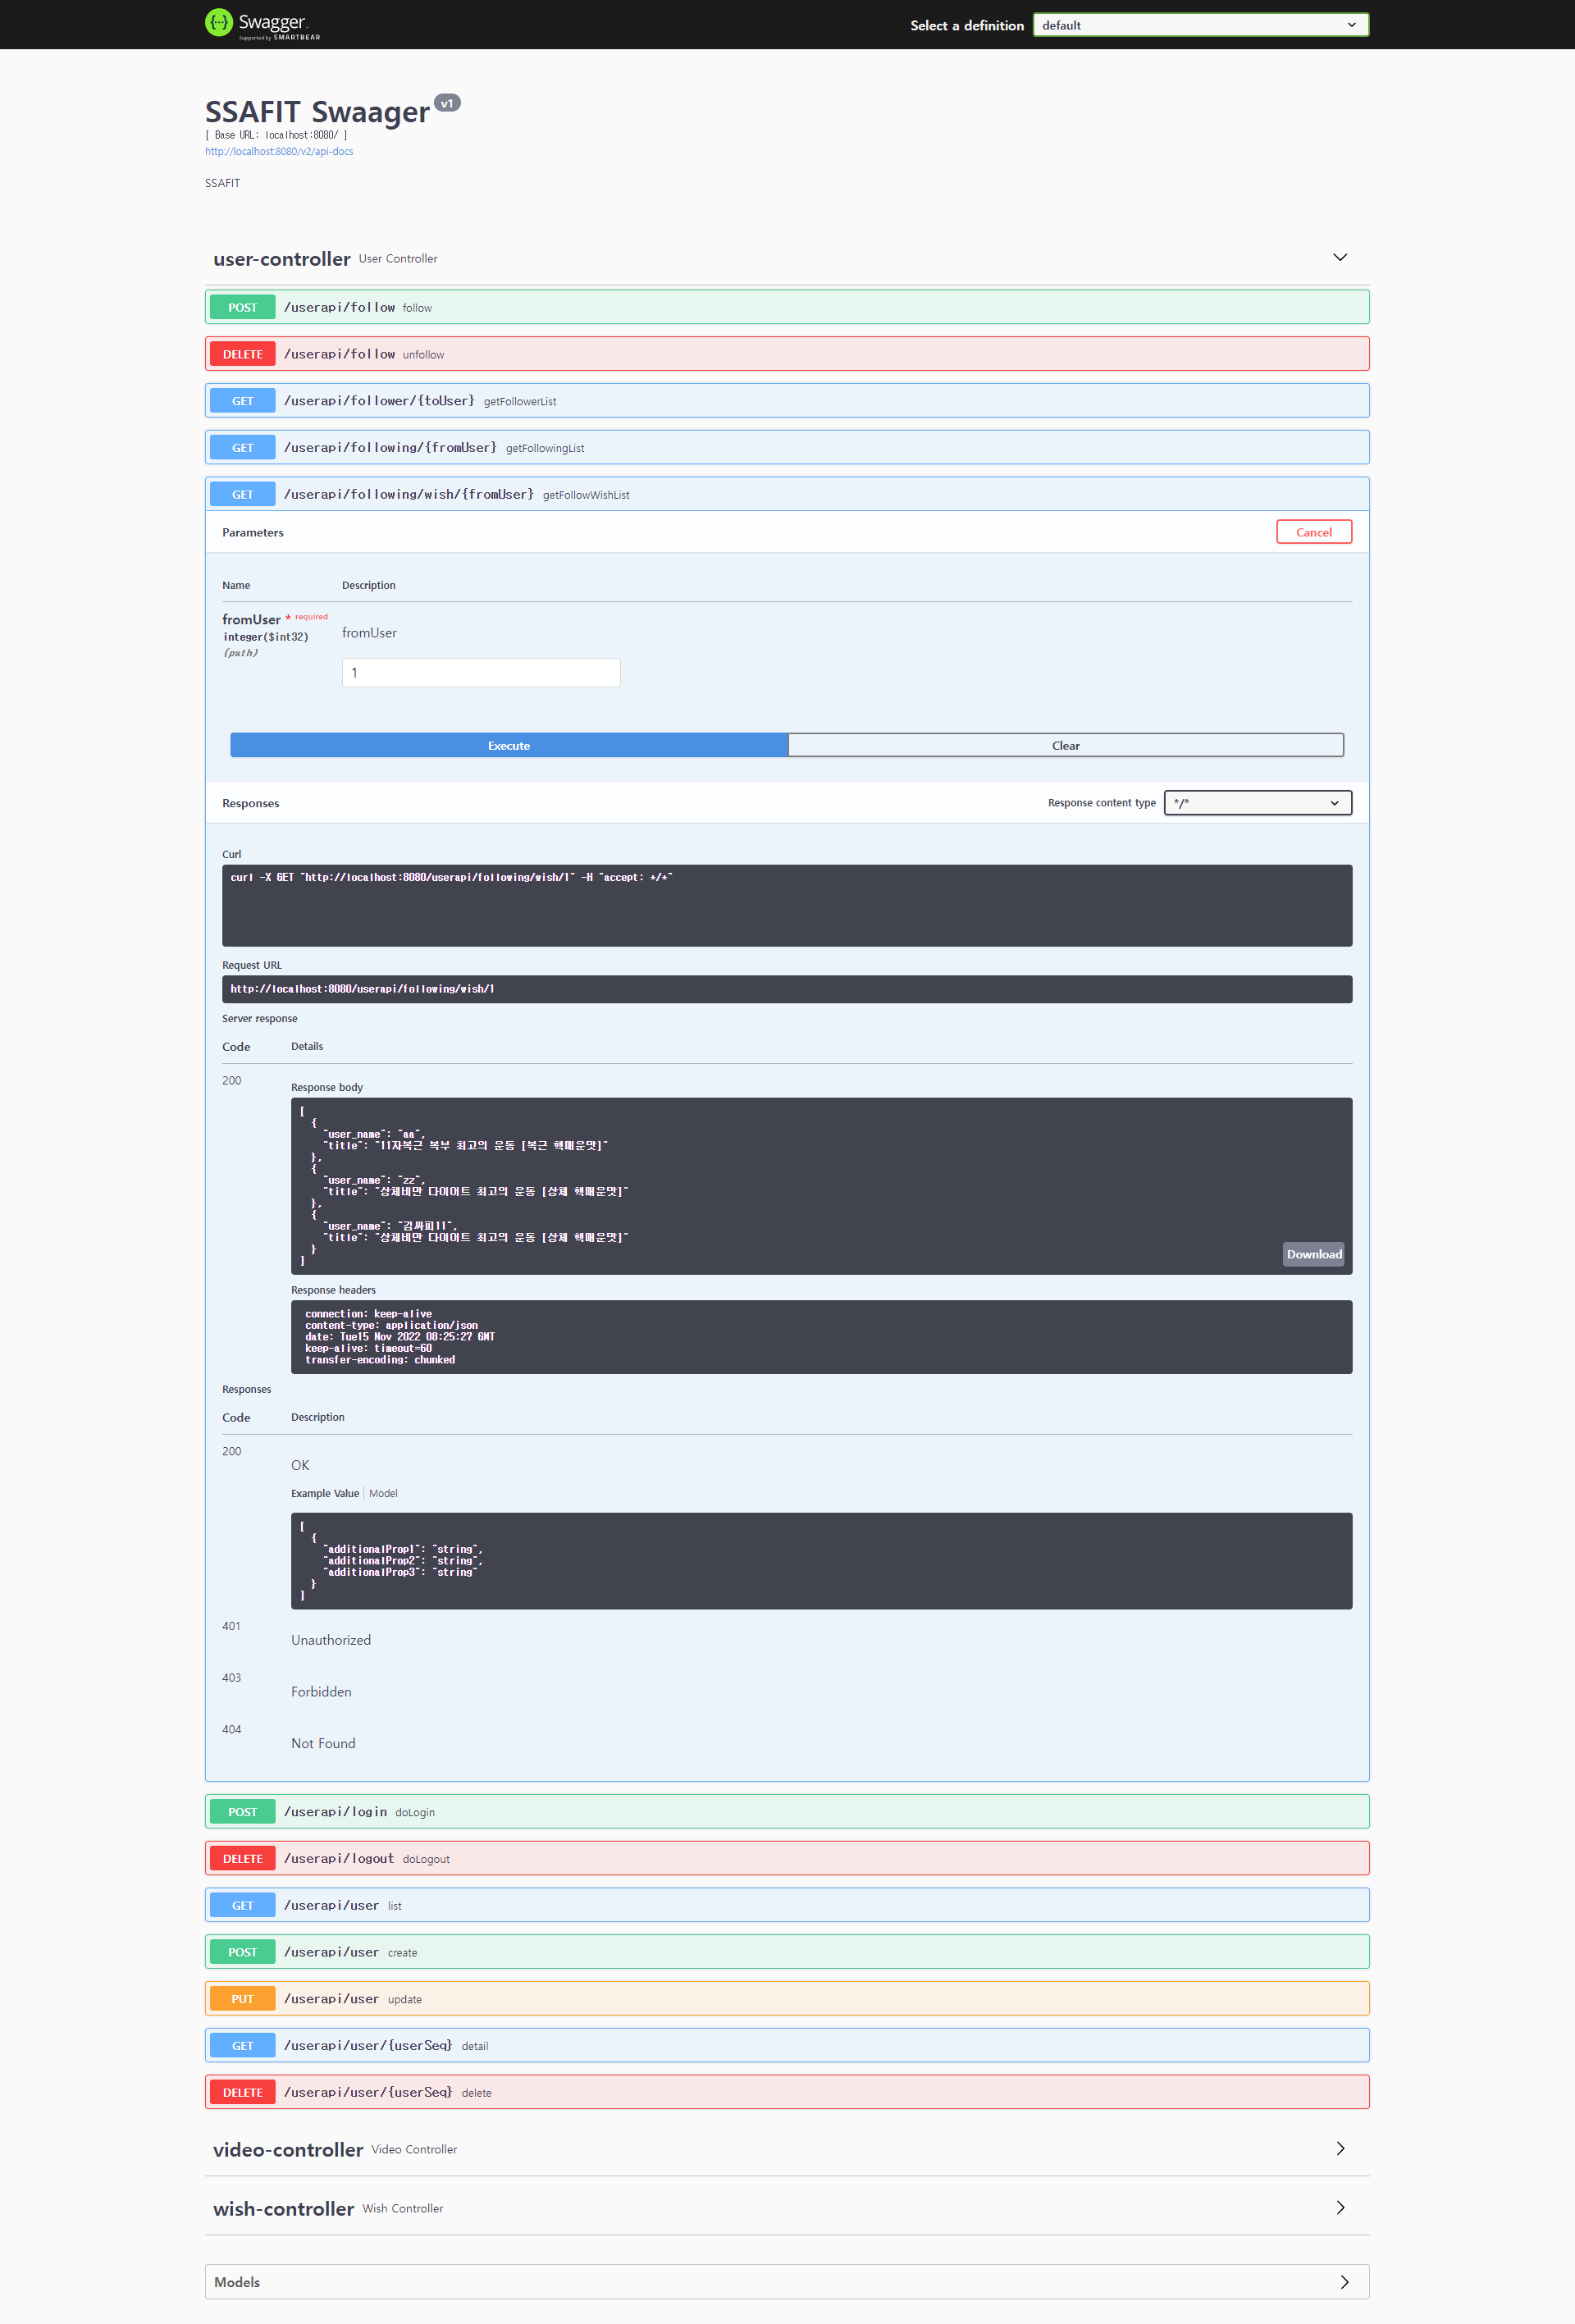 Swagger.
Supported by SMARTBEAR
Select a definition
default
SSAFIT Swaager
v1
[ Base URL: localhost:8080/ ]
http://localhost:8080/v2/api-docs
SSAFIT
user-controller User Controller
POST /userapi/follow follow
DELETE /userapi/follow unfollow
GET /userapi/follower/{toUser} getFollowerList
GET /userapi/following/{fromUser} getFollowingList
GET /userapi/following/wish/{fromUser} getFollowWishList
Parameters
Cancel
Name Description
fromUser * required
integer($int32)
(path)
fromUser
1
Execute
Clear
Responses
Response content type
*/*
Curl
curl -X GET "http://localhost:8080/userapi/following/wish/1" -H "accept: */*"
Request URL
http://localhost:8080/userapi/following/wish/1
Server response
Code Details
200
Response body
[
  {
    "user_name": "aa",
    "title": "11자복근 복부 최고의 운동 [복근 핵매운맛]"
  },
  {
    "user_name": "zz",
    "title": "상체비만 다이어트 최고의 운동 [상체 핵매운맛]"
  },
  {
    "user_name": "김싸피11",
    "title": "상체비만 다이어트 최고의 운동 [상체 핵매운맛]"
  }
]
Download
Response headers
connection: keep-alive
content-type: application/json
date: Tue15 Nov 2022 08:25:27 GMT
keep-alive: timeout=60
transfer-encoding: chunked
Responses
Code Description
200
OK
Example Value Model
[
  {
    "additionalProp1": "string",
    "additionalProp2": "string",
    "additionalProp3": "string"
  }
]
401
Unauthorized
403
Forbidden
404
Not Found
POST /userapi/login doLogin
DELETE /userapi/logout doLogout
GET /userapi/user list
POST /userapi/user create
PUT /userapi/user update
GET /userapi/user/{userSeq} detail
DELETE /userapi/user/{userSeq} delete
video-controller Video Controller
wish-controller Wish Controller
Models